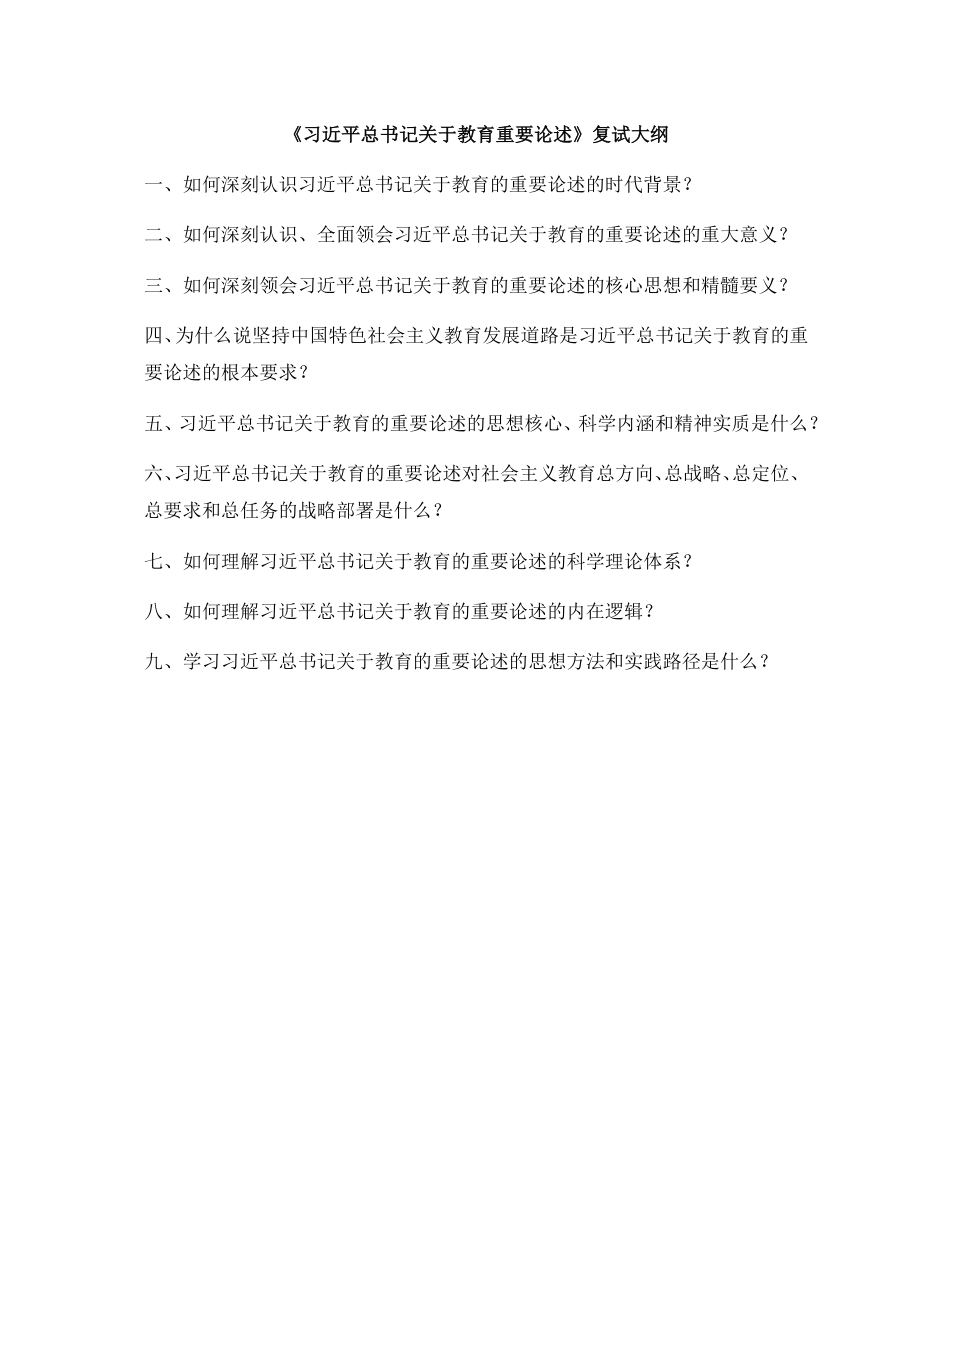 《习近平总书记关于教育重要论述》复试大纲
一、如何深刻认识习近平总书记关于教育的重要论述的时代背景？
二、如何深刻认识、全面领会习近平总书记关于教育的重要论述的重大意义？
三、如何深刻领会习近平总书记关于教育的重要论述的核心思想和精髓要义？
四、为什么说坚持中国特色社会主义教育发展道路是习近平总书记关于教育的重
要论述的根本要求？
五、习近平总书记关于教育的重要论述的思想核心、科学内涵和精神实质是什么？
六、习近平总书记关于教育的重要论述对社会主义教育总方向、总战略、总定位、
总要求和总任务的战略部署是什么？
七、如何理解习近平总书记关于教育的重要论述的科学理论体系？
八、如何理解习近平总书记关于教育的重要论述的内在逻辑？
九、学习习近平总书记关于教育的重要论述的思想方法和实践路径是什么？